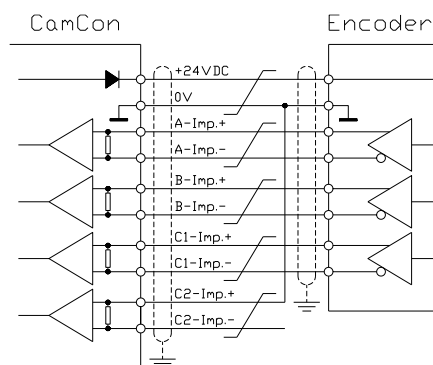 CamCon
Encoder
+24VDC
0V
A-Imp.+
A-Imp.-
B-Imp.+
B-Imp.-
C1-Imp.+
C1-Imp.-
C2-Imp.+
C2-Imp.-